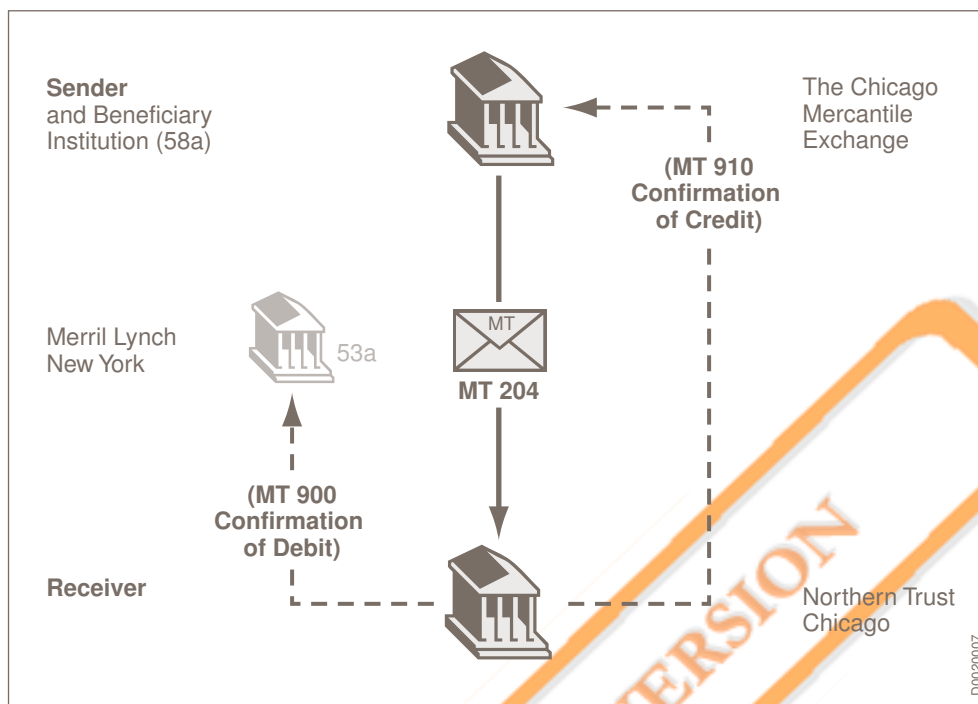 Sender
and Beneficiary
Institution (58a)
The Chicago
Mercantile
Exchange
(MT 910
Confirmation
of Credit)
Merril Lynch
New York
53a
MT
MT 204
(MT 900
Confirmation
of Debit)
Receiver
Northern Trust
Chicago
D0020007